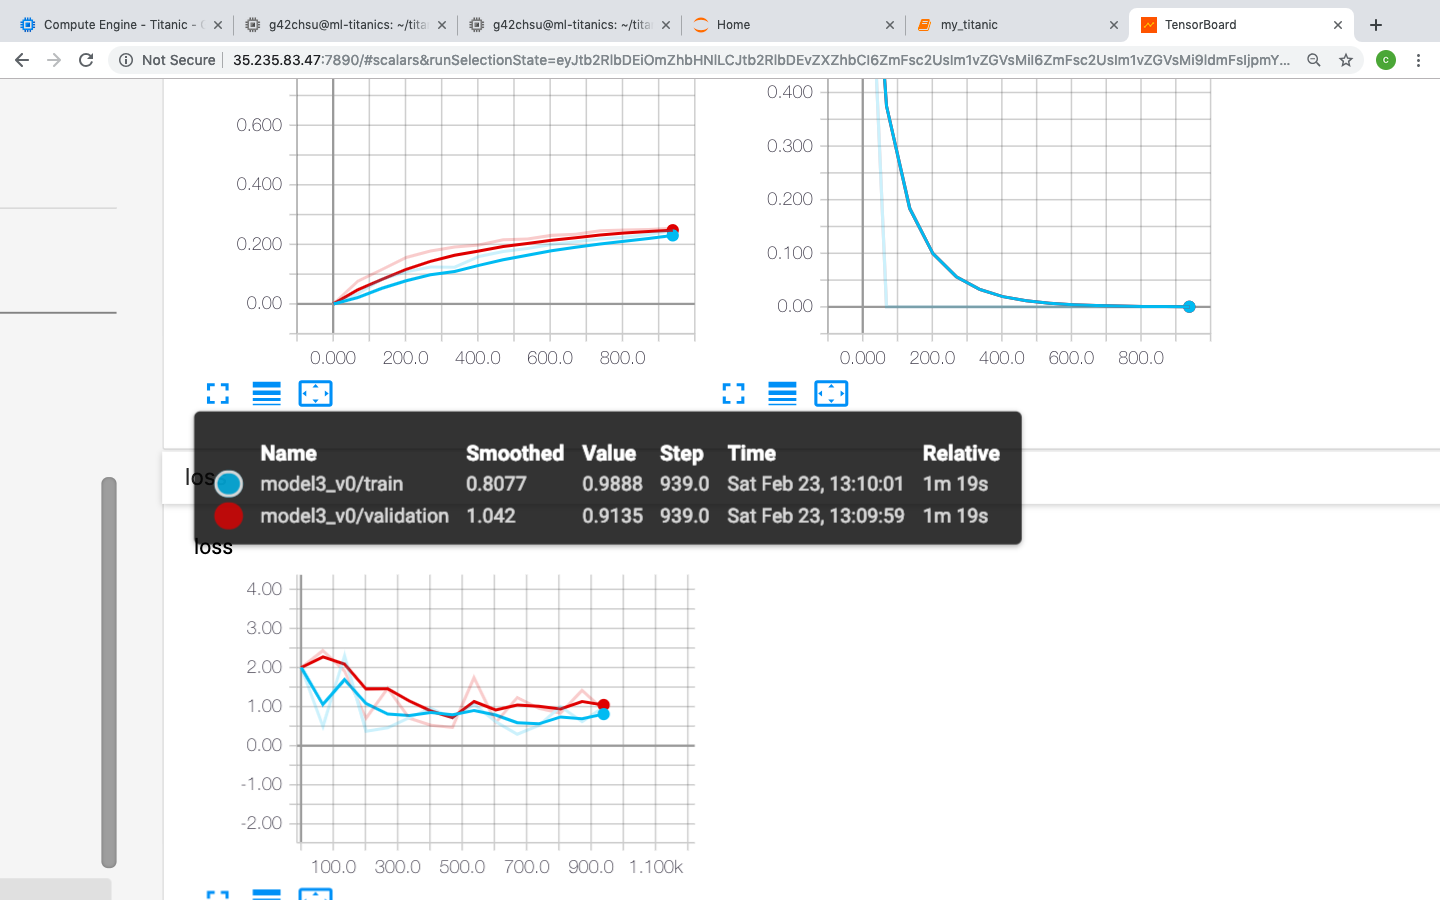 Compute Engine - Titanic - G
g42chsu@ml-titanics: ~/tita
g42chsu@ml-titanics: ~/tita
Home
my_titanic
TensorBoard
Not Secure
35.235.83.47:7890/#scalars&runSelectionState=eyJtb2RlbDEiOmZhbHNlLCJtb2RlbDEvZXZhbCI6ZmFsc2UsIm1vZGVsMiI6ZmFsc2UsIm1vZGVsMi9ldmFsIjpmY...
c
0.600
0.400
0.200
0.00
0.000 200.0 400.0 600.0 800.0
0.400
0.300
0.200
0.100
0.00
0.000 200.0 400.0 600.0 800.0
Name Smoothed Value Step Time Relative
model3_v0/train 0.8077 0.9888 939.0 Sat Feb 23, 13:10:01 1m 19s
model3_v0/validation 1.042 0.9135 939.0 Sat Feb 23, 13:09:59 1m 19s
loss
4.00
3.00
2.00
1.00
0.00
-1.00
-2.00
100.0 300.0 500.0 700.0 900.0 1.100k